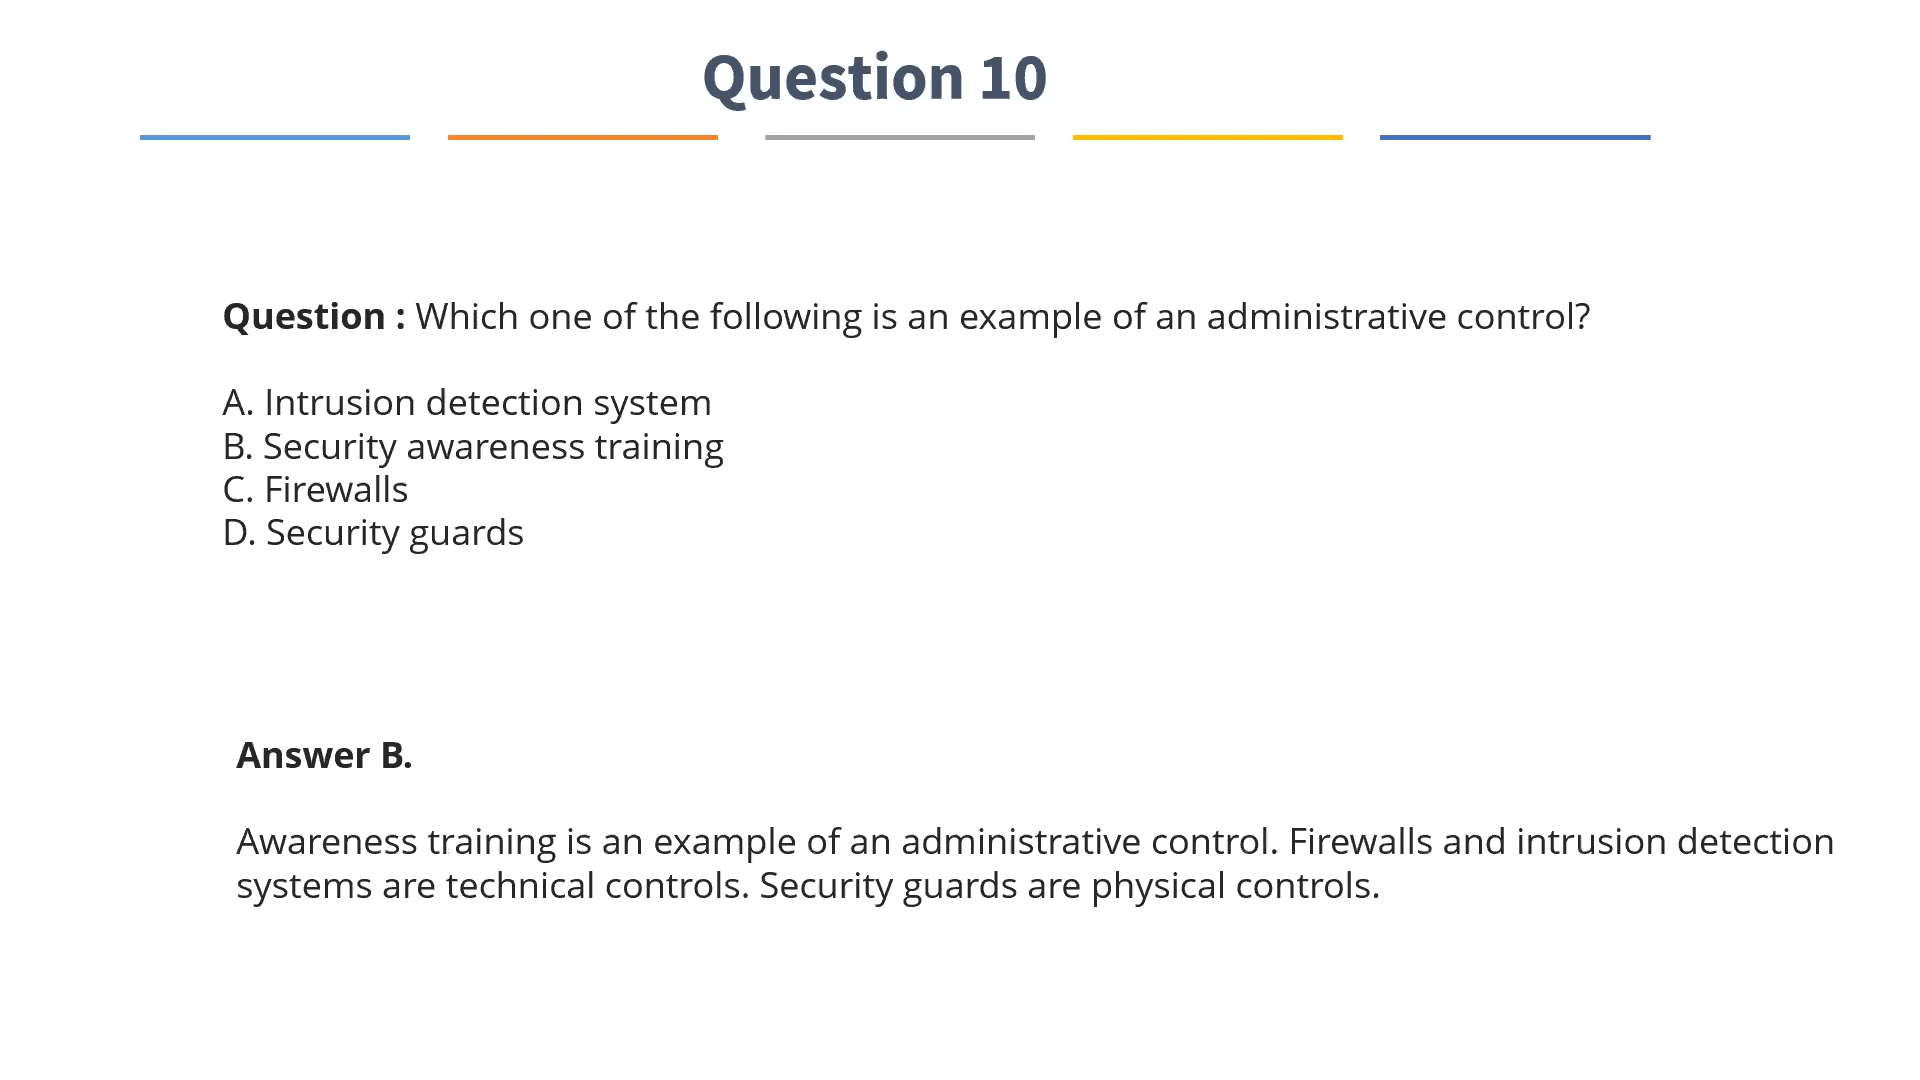 Question 10
Question : Which one of the following is an example of an administrative control?
A. Intrusion detection system
B. Security awareness training
C. Firewalls
D. Security guards
Answer B.
Awareness training is an example of an administrative control. Firewalls and intrusion detection
systems are technical controls. Security guards are physical controls.